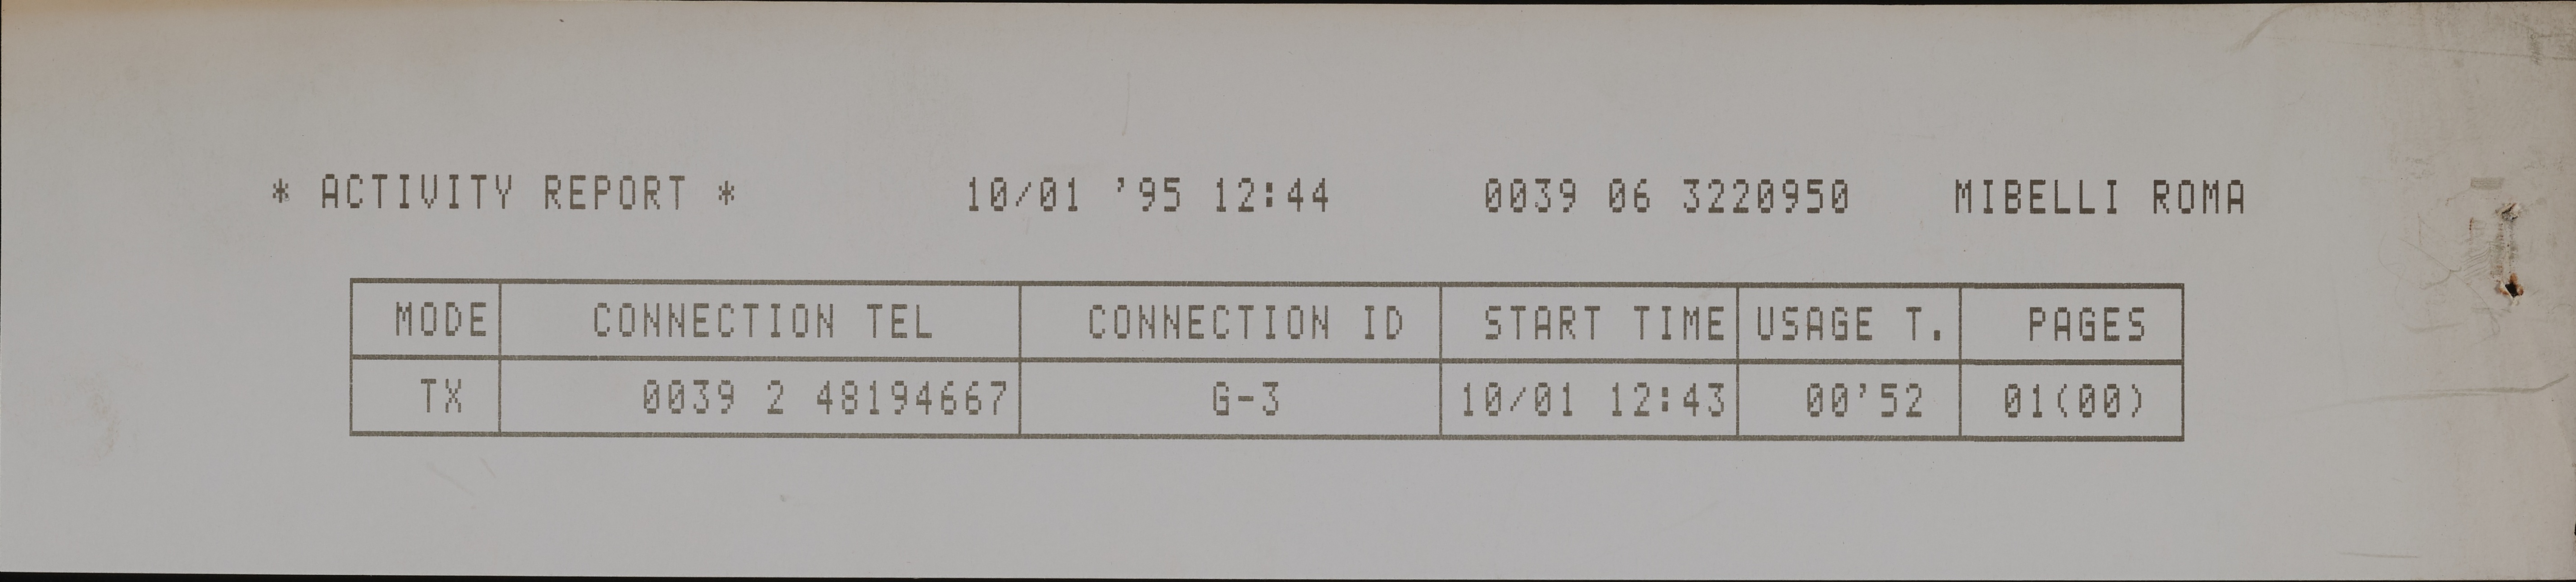 * ACTIVITY REPORT * 10/01 '95 12:44 0039 06 3220950 MIBELLI ROMA
MODE CONNECTION TEL CONNECTION ID START TIME USAGE T. PAGES
TX 0039 2 48194667 G-3 10/01 12:43 00'52 01(00)